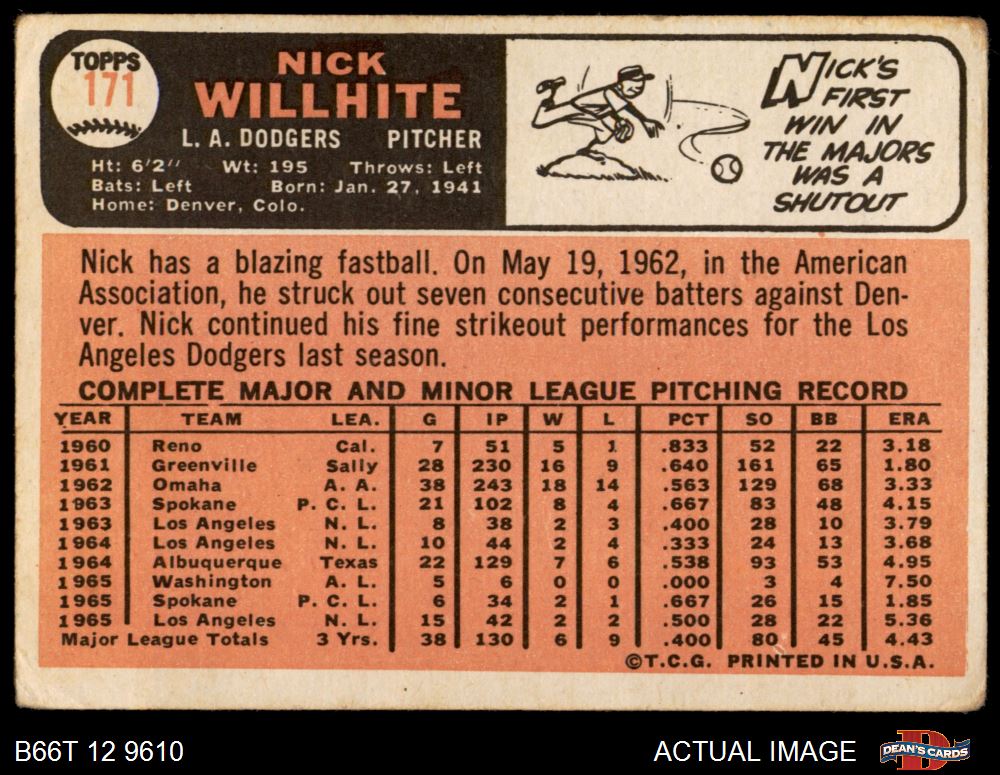 TOPPS
171
NICK
WILLHITE
L. A. DODGERS PITCHER
Ht: 6'2" Wt: 195 Throws: Left
Bats: Left Born: Jan. 27, 1941
Home: Denver, Colo.
NICK'S
FIRST
WIN IN
THE MAJORS
WAS A
SHUTOUT
Nick has a blazing fastball. On May 19, 1962, in the American
Association, he struck out seven consecutive batters against Den-
ver. Nick continued his fine strikeout performances for the Los
Angeles Dodgers last season.
COMPLETE MAJOR AND MINOR LEAGUE PITCHING RECORD
YEAR TEAM LEA. G IP W L PCT SO BB ERA
1960 Reno Cal. 7 51 5 1 .833 52 22 3.18
1961 Greenville Sally 28 230 16 9 .640 161 65 1.80
1962 Omaha A. A. 38 243 18 14 .563 129 68 3.33
1963 Spokane P. C. L. 21 102 8 4 .667 83 48 4.15
1963 Los Angeles N. L. 8 38 2 3 .400 28 10 3.79
1964 Los Angeles N. L. 10 44 2 4 .333 24 13 3.68
1964 Albuquerque Texas 22 129 7 6 .538 93 53 4.95
1965 Washington A. L. 5 6 0 0 .000 3 4 7.50
1965 Spokane P. C. L. 6 34 2 1 .667 26 15 1.85
1965 Los Angeles N. L. 15 42 2 2 .500 28 22 5.36
Major League Totals 3 Yrs. 38 130 6 9 .400 80 45 4.43
©T.C.G. PRINTED IN U.S.A.
B66T 12 9610 ACTUAL IMAGE DEAN'S CARDS